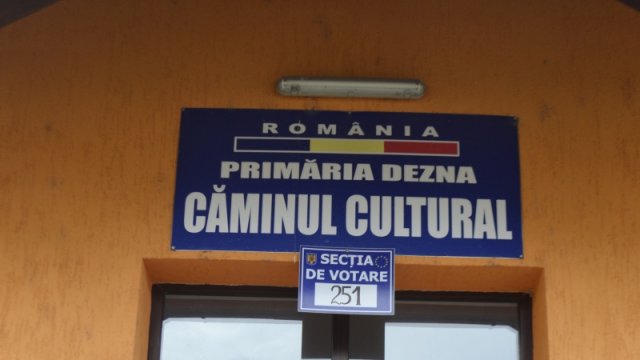 ROMÂNIA
PRIMĂRIA DEZNA
CĂMINUL CULTURAL
SECȚIA
DE VOTARE
251